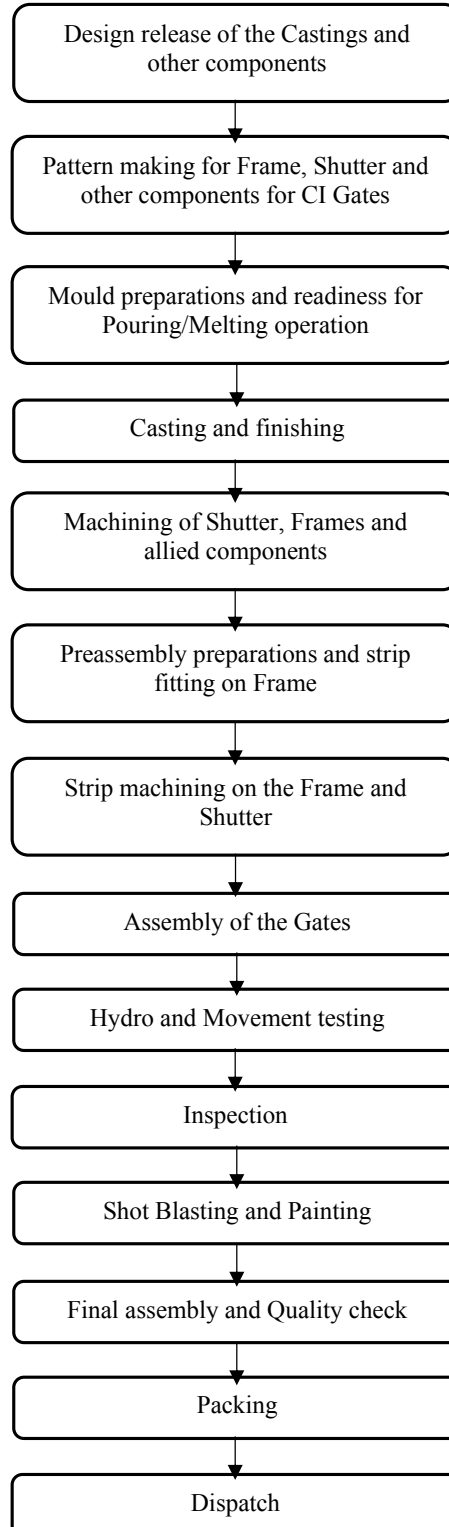 Design release of the Castings and
other components
Pattern making for Frame, Shutter and
other components for CI Gates
Mould preparations and readiness for
Pouring/Melting operation
Casting and finishing
Machining of Shutter, Frames and
allied components
Preassembly preparations and strip
fitting on Frame
Strip machining on the Frame and
Shutter
Assembly of the Gates
Hydro and Movement testing
Inspection
Shot Blasting and Painting
Final assembly and Quality check
Packing
Dispatch